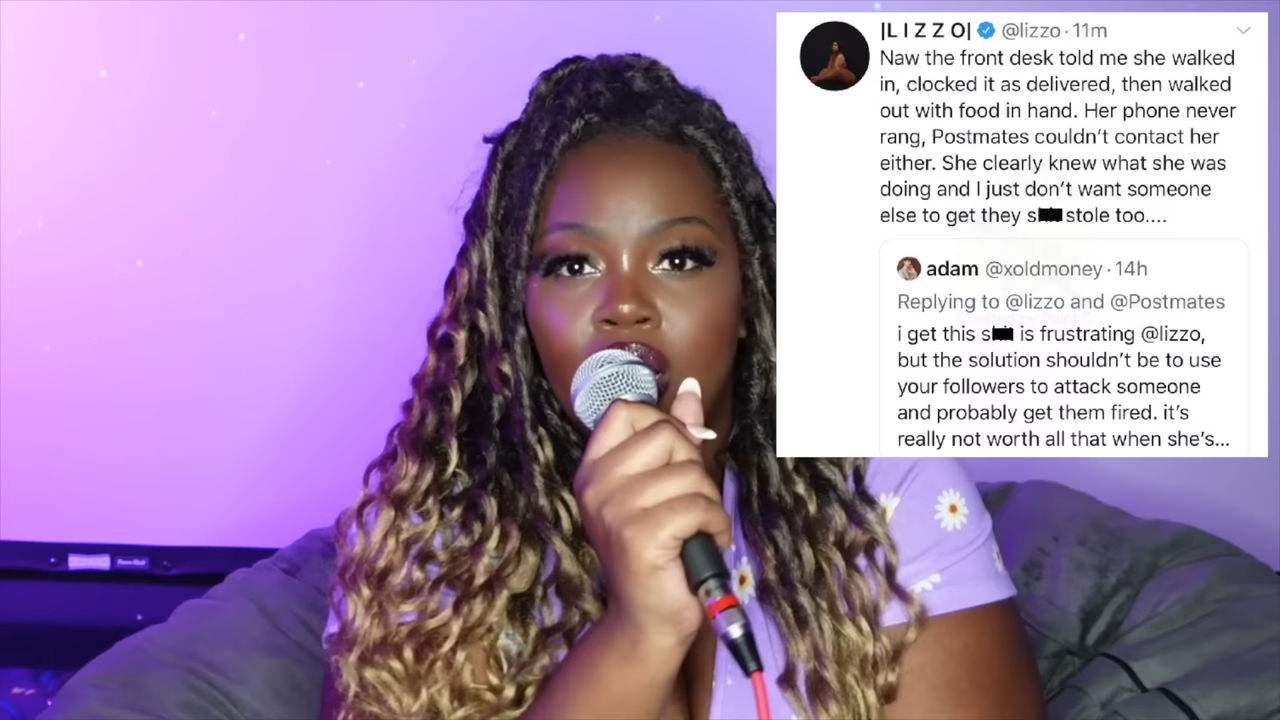 |L I Z Z O| @lizzo · 11m
Naw the front desk told me she walked
in, clocked it as delivered, then walked
out with food in hand. Her phone never
rang, Postmates couldn't contact her
either. She clearly knew what she was
doing and I just don't want someone
else to get they s stole too....
adam @xoldmoney · 14h
Replying to @lizzo and @Postmates
i get this s is frustrating @lizzo,
but the solution shouldn't be to use
your followers to attack someone
and probably get them fired. it's
really not worth all that when she's...